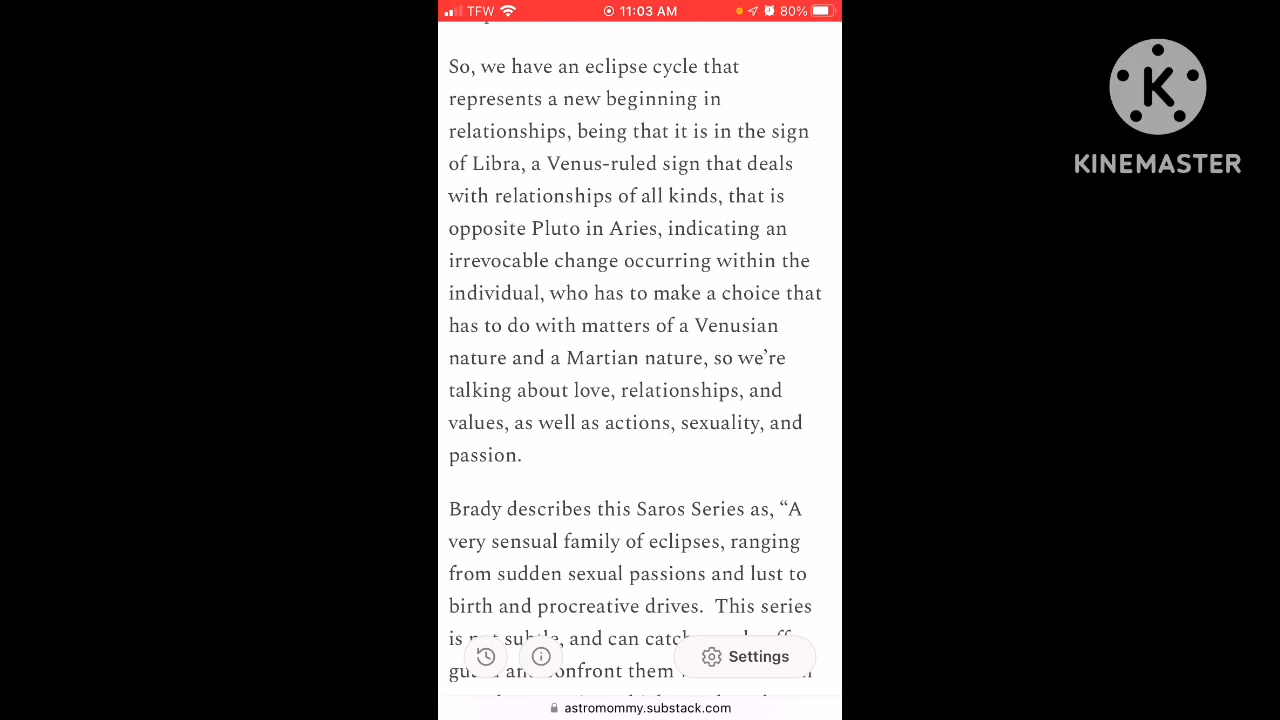 TFW 11:03 AM 80%
So, we have an eclipse cycle that
represents a new beginning in
relationships, being that it is in the sign
of Libra, a Venus-ruled sign that deals
with relationships of all kinds, that is
opposite Pluto in Aries, indicating an
irrevocable change occurring within the
individual, who has to make a choice that
has to do with matters of a Venusian
nature and a Martian nature, so we’re
talking about love, relationships, and
values, as well as actions, sexuality, and
passion.
Brady describes this Saros Series as, “A
very sensual family of eclipses, ranging
from sudden sexual passions and lust to
birth and procreative drives.  This series
is not subtle, and can catch
confront them
Settings
astromommy.substack.com
K
KINEMASTER